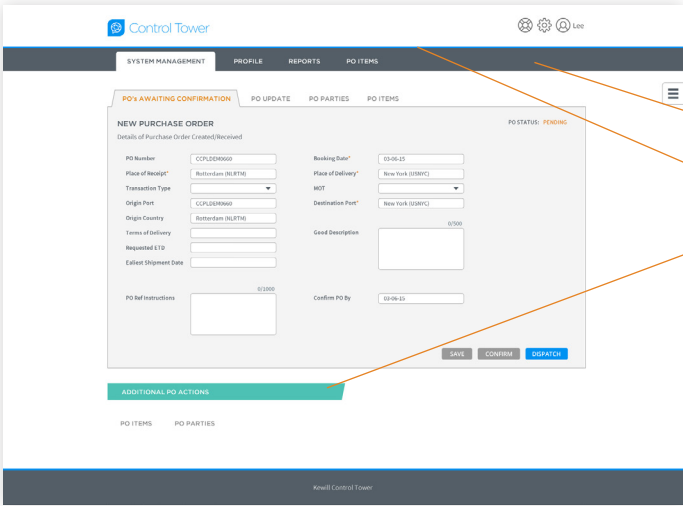 Control Tower
Lee
SYSTEM MANAGEMENT PROFILE REPORTS PO ITEMS
PO's AWAITING CONFIRMATION PO UPDATE PO PARTIES PO ITEMS
NEW PURCHASE ORDER
PO STATUS: PENDING
Details of Purchase Order Created/Received
PO Number CCPLDEM0660 Booking Date* 03-06-15
Place of Receipt* Rotterdam (NLRTM) Place of Delivery* New York (USNYC)
Transaction Type MOT
Origin Port CCPLDEM0660 Destination Port* New York (USNYC)
Origin Country Rotterdam (NLRTM)
0/500
Terms of Delivery Good Description
Requested ETD
Ealiest Shipment Date
0/1000
PO Ref Instructions Confirm PO By 03-06-15
SAVE CONFIRM DISPATCH
ADDITIONAL PO ACTIONS
PO ITEMS PO PARTIES
Kewill Control Tower